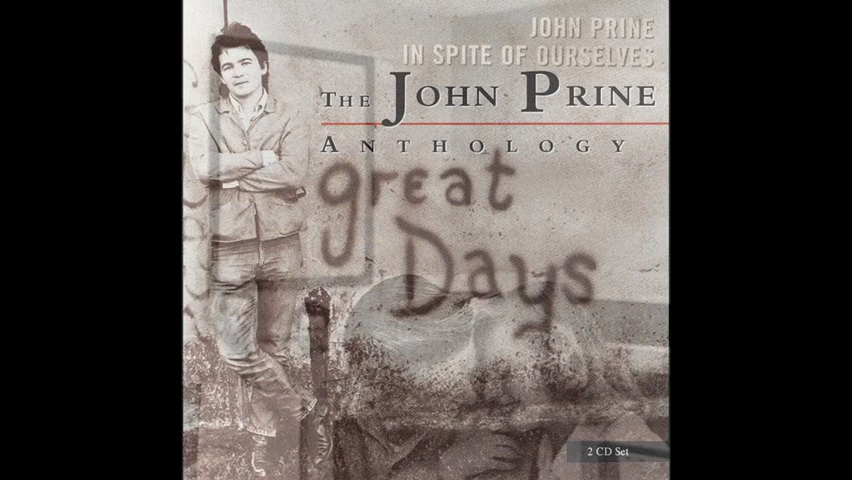 JOHN PRINE
IN SPITE OF OURSELVES
THE JOHN PRINE
ANTHOLOGY
great
Days
2 CD Set